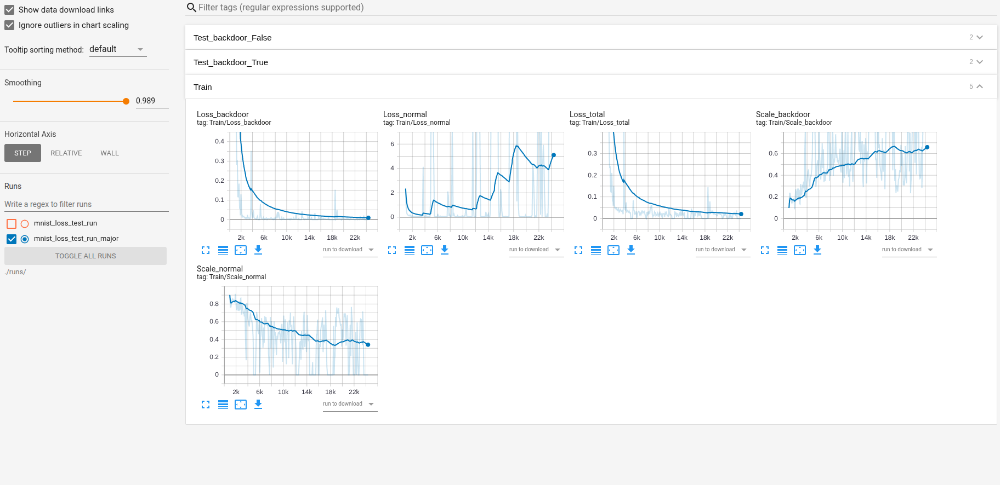 Show data download links
Ignore outliers in chart scaling
Tooltip sorting method: default
Smoothing
0.989
Horizontal Axis
STEP RELATIVE WALL
Runs
Write a regex to filter runs
mnist_loss_test_run
mnist_loss_test_run_major
TOGGLE ALL RUNS
./runs/
Filter tags (regular expressions supported)
Test_backdoor_False 2
Test_backdoor_True 2
Train 5
Loss_backdoor
tag: Train/Loss_backdoor
0.4
0.3
0.2
0.1
0
2k 6k 10k 14k 18k 22k
run to download
Loss_normal
tag: Train/Loss_normal
6
4
2
0
2k 6k 10k 14k 18k 22k
run to download
Loss_total
tag: Train/Loss_total
0.3
0.2
0.1
0
2k 6k 10k 14k 18k 22k
run to download
Scale_backdoor
tag: Train/Scale_backdoor
0.6
0.4
0.2
0
2k 6k 10k 14k 18k 22k
run to download
Scale_normal
tag: Train/Scale_normal
0.8
0.6
0.4
0.2
0
2k 6k 10k 14k 18k 22k
run to download